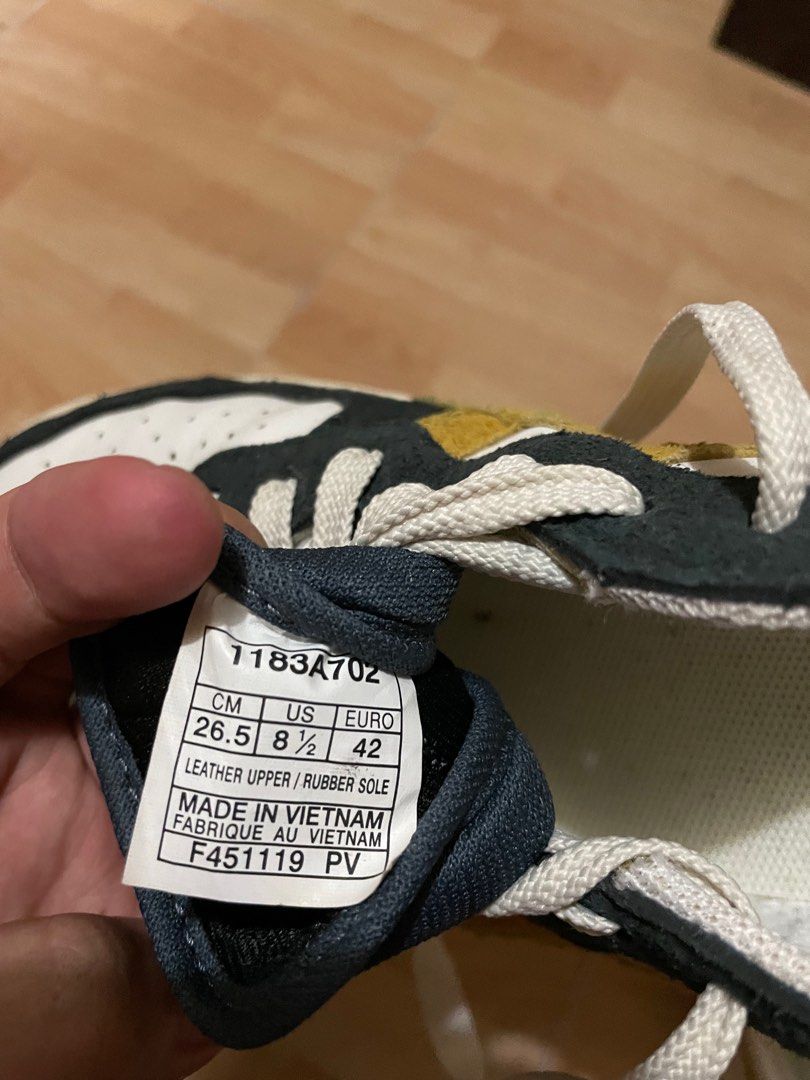 1183A702
CM US EURO
26.5 8 ½ 42
LEATHER UPPER / RUBBER SOLE
MADE IN VIETNAM
FABRIQUE AU VIETNAM
F451119 PV